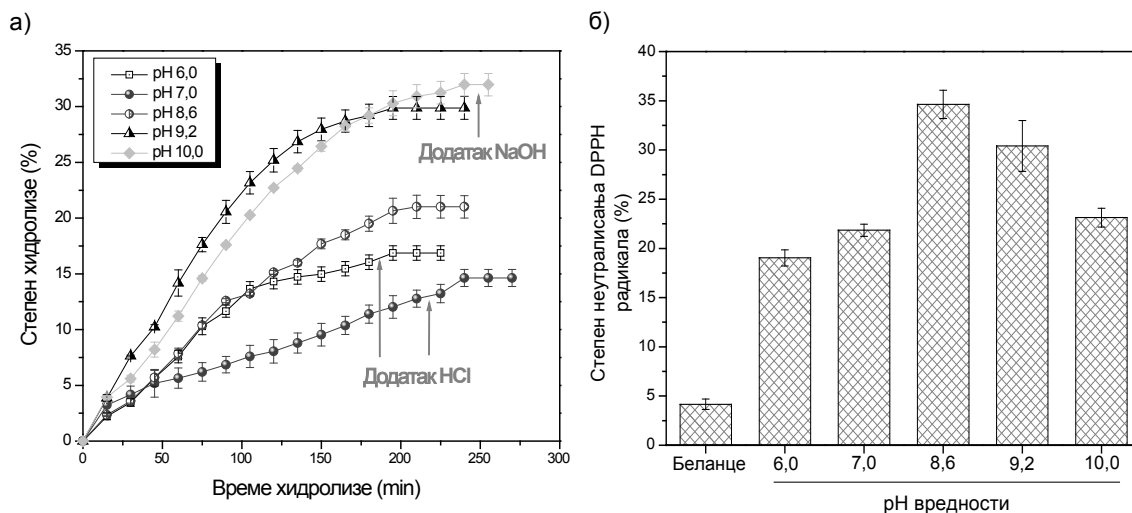 а)
35
30
25
20
15
10
5
0
Степен хидролизе (%)
pH 6,0
pH 7,0
pH 8,6
pH 9,2
pH 10,0
Додатак NaOH
Додатак HCl
0 50 100 150 200 250 300
Време хидролизе (min)
б)
40
35
30
25
20
15
10
5
0
Степен неутралисања DPPH
радикала (%)
Беланце 6,0 7,0 8,6 9,2 10,0
pH вредности